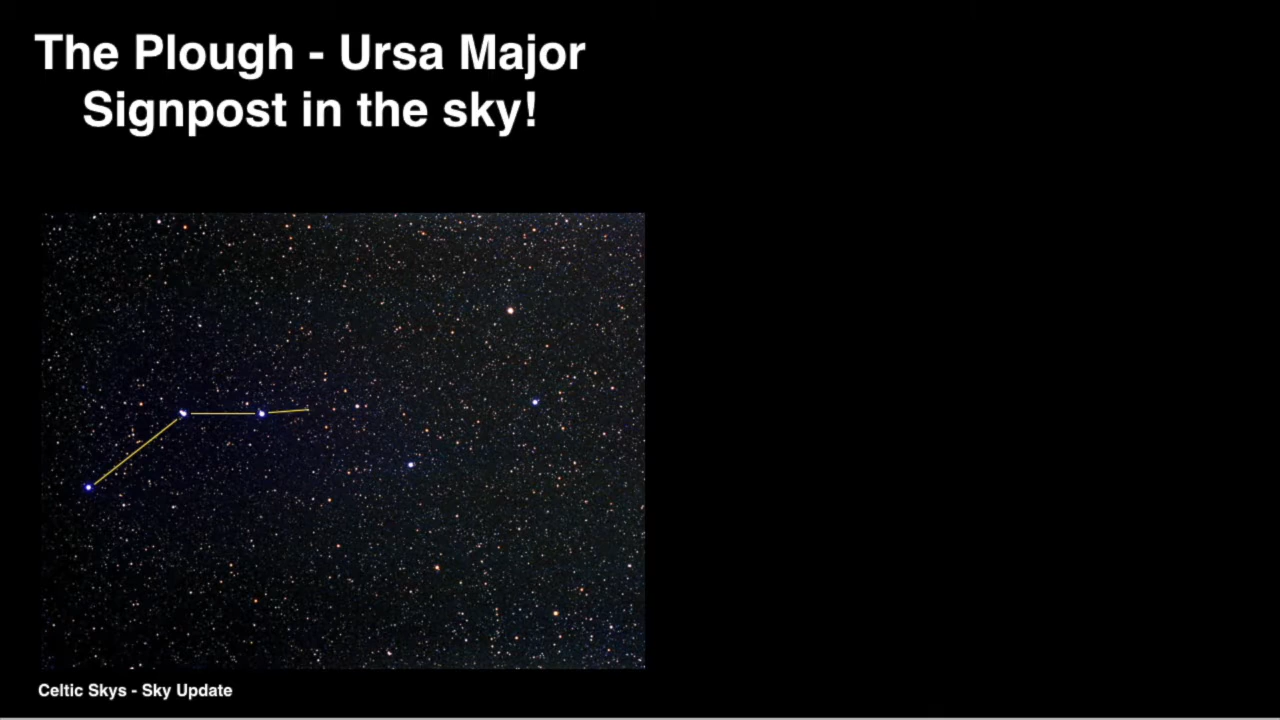 The Plough - Ursa Major
Signpost in the sky!
Celtic Skys - Sky Update